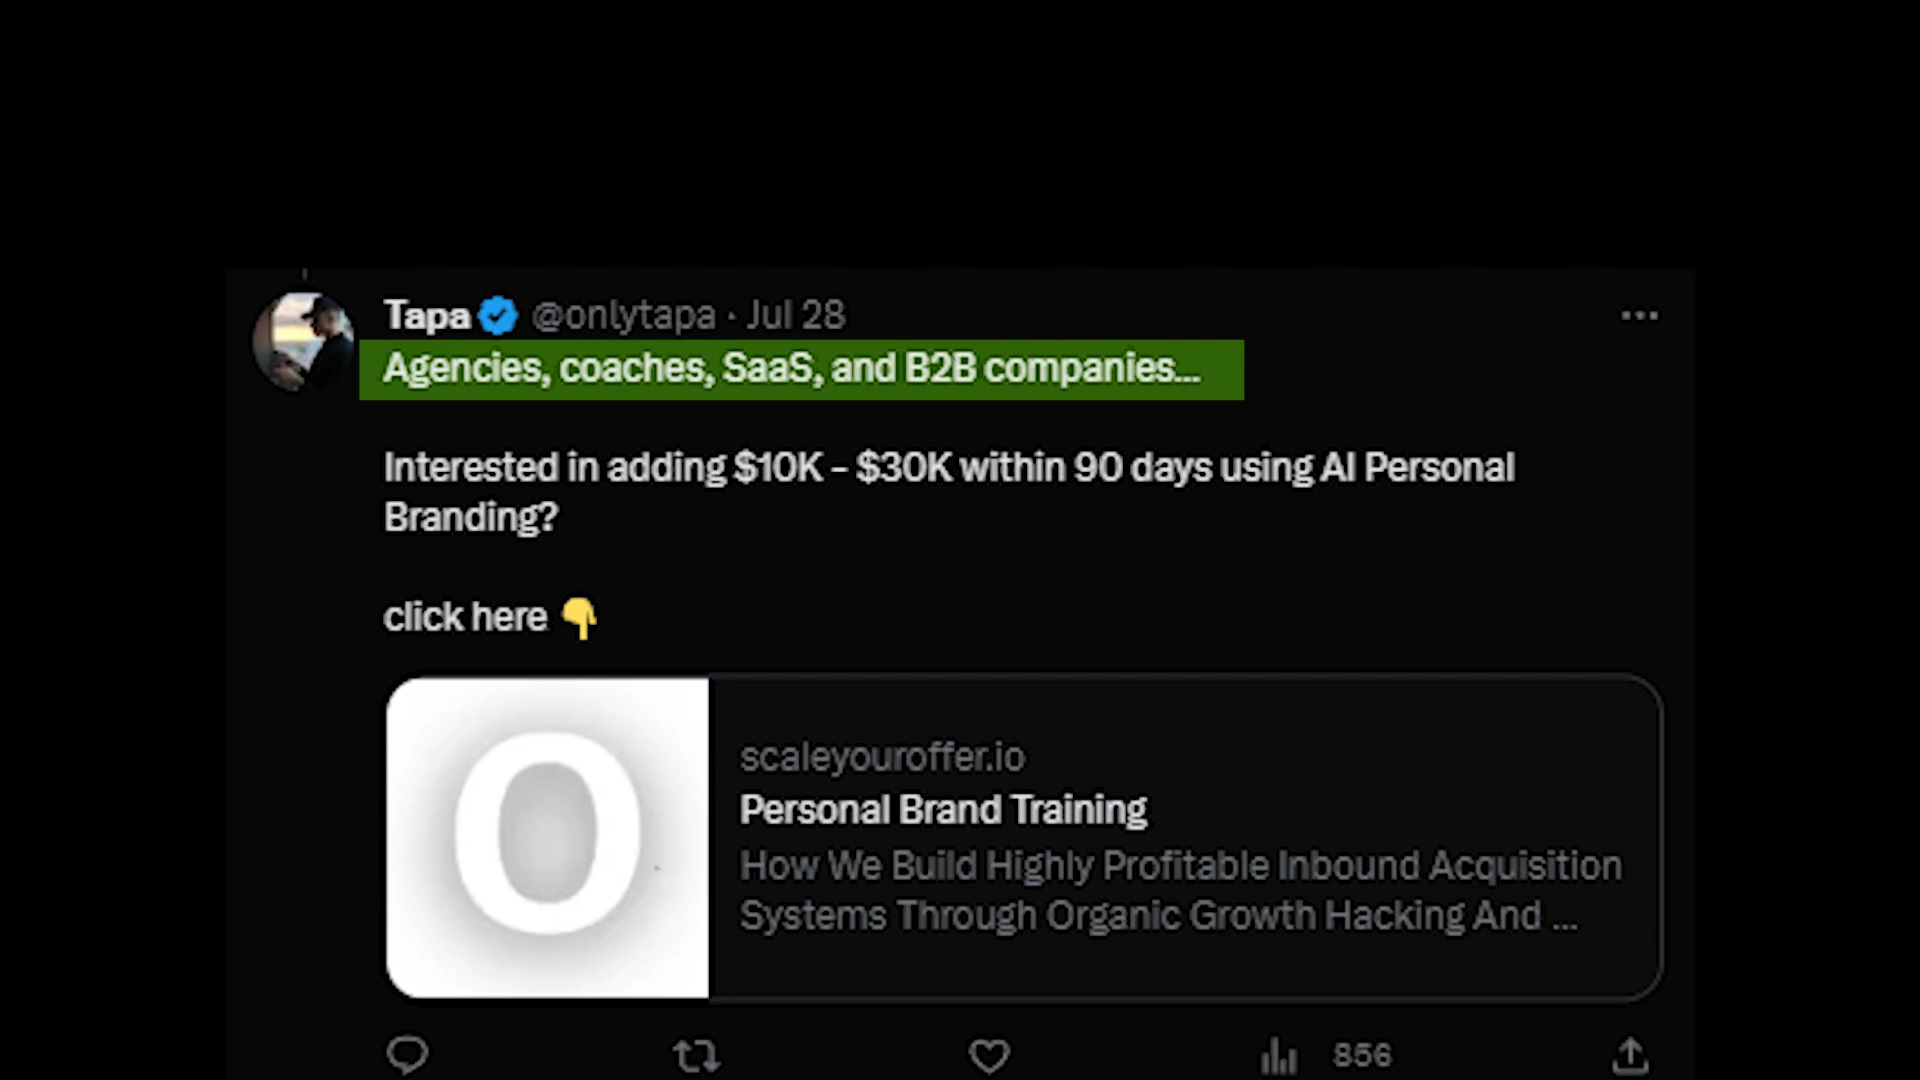 Tapa @onlytapa · Jul 28
Agencies, coaches, SaaS, and B2B companies...
Interested in adding $10K - $30K within 90 days using AI Personal
Branding?
click here 👇
O
scaleyouroffer.io
Personal Brand Training
How We Build Highly Profitable Inbound Acquisition
Systems Through Organic Growth Hacking And ...
856